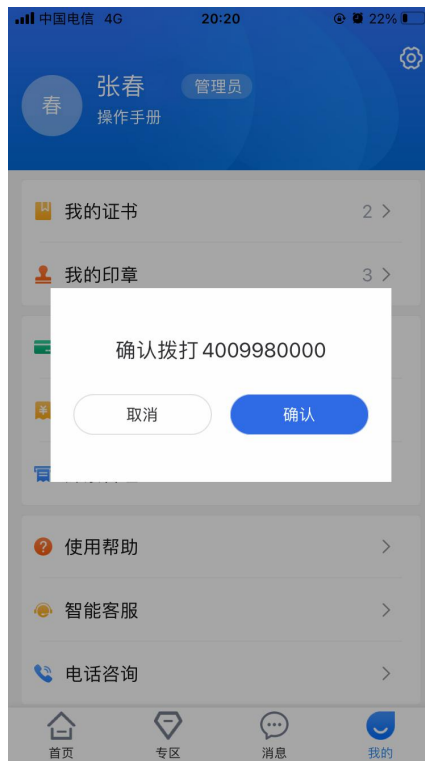 中国电信 4G 20:20 22%
张春 管理员
春
操作手册
我的证书 2
我的印章 3
确认拨打 4009980000
取消 确认
使用帮助
智能客服
电话咨询
首页 专区 消息 我的